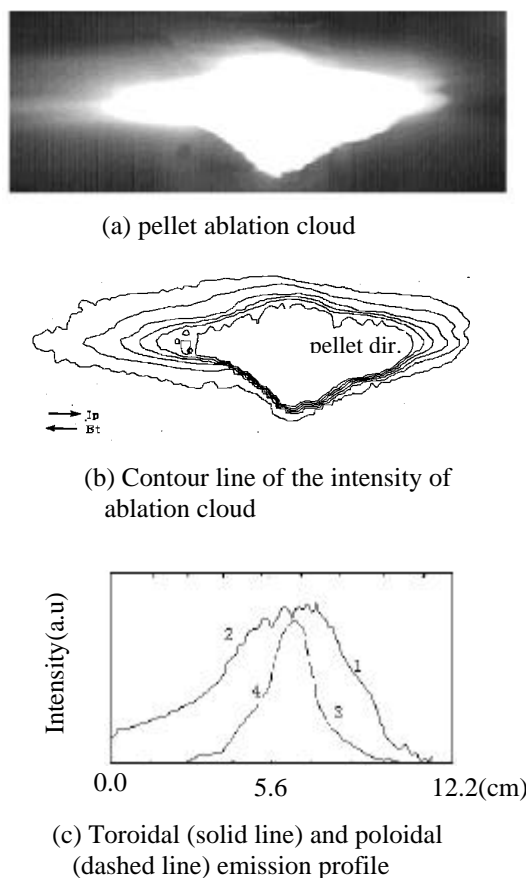 (a) pellet ablation cloud
pellet dir.
Ip
Bt
(b) Contour line of the intensity of
ablation cloud
Intensity(a.u)
2
1
4
3
0.0 5.6 12.2(cm)
(c) Toroidal (solid line) and poloidal
(dashed line) emission profile